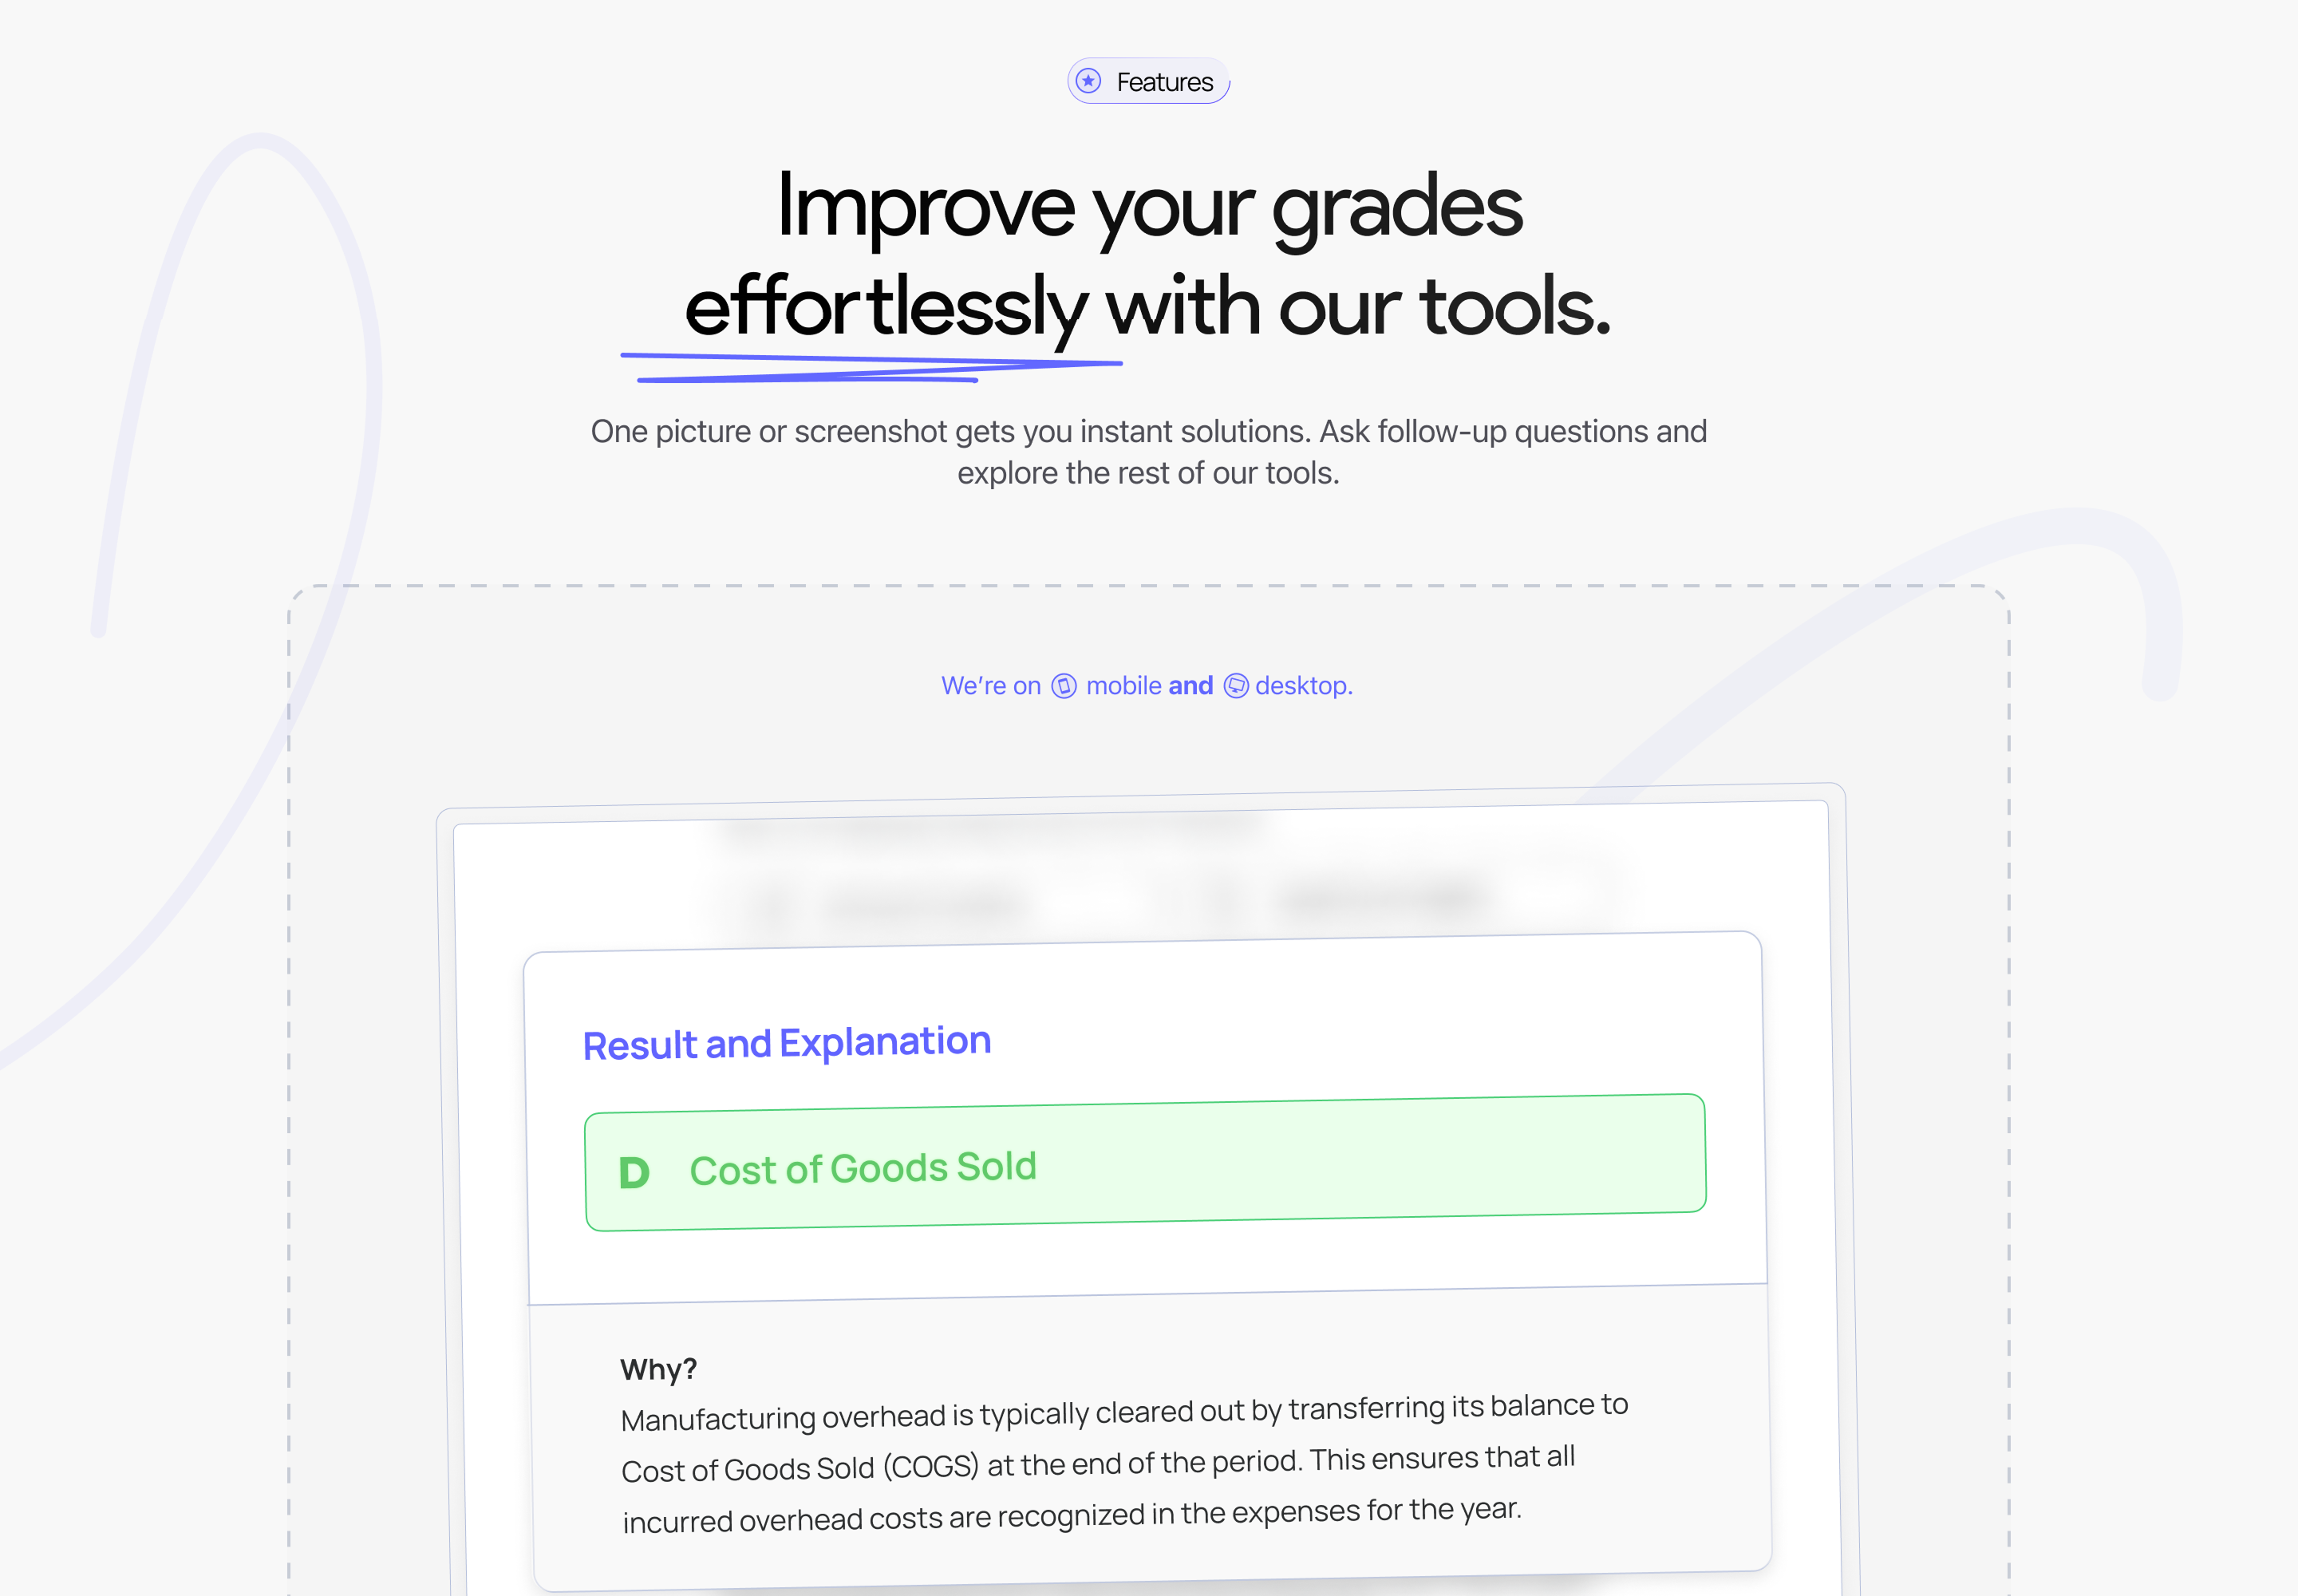 Features
Improve your grades
effortlessly with our tools.
One picture or screenshot gets you instant solutions. Ask follow-up questions and
explore the rest of our tools.
We’re on mobile and desktop.
Result and Explanation
D Cost of Goods Sold
Why?
Manufacturing overhead is typically cleared out by transferring its balance to
Cost of Goods Sold (COGS) at the end of the period. This ensures that all
incurred overhead costs are recognized in the expenses for the year.